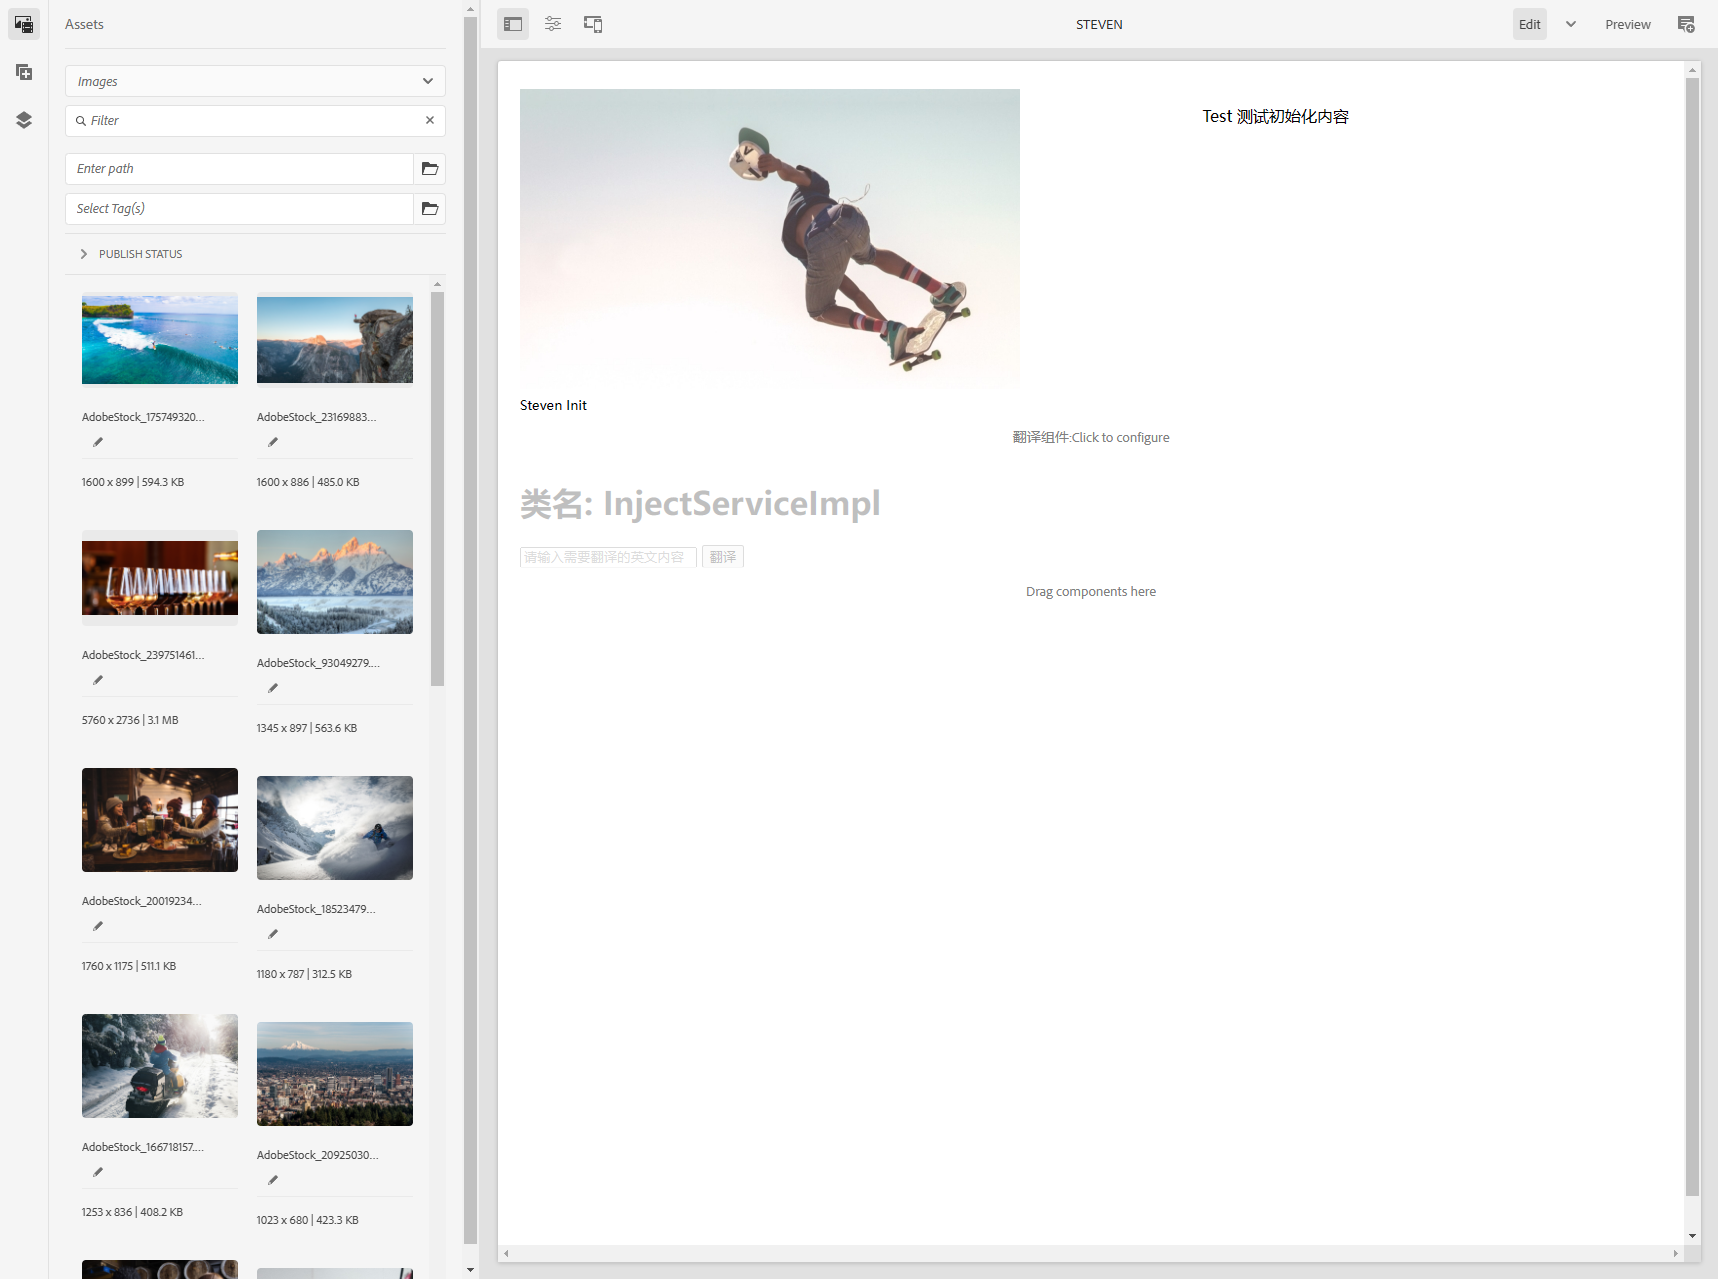 Assets
Images
Filter
Enter path
Select Tag(s)
PUBLISH STATUS
AdobeStock_175749320...
1600 x 899 | 594.3 KB
AdobeStock_23169883...
1600 x 886 | 485.0 KB
AdobeStock_239751461...
5760 x 2736 | 3.1 MB
AdobeStock_93049279....
1345 x 897 | 563.6 KB
AdobeStock_20019234...
1760 x 1175 | 511.1 KB
AdobeStock_18523479...
1180 x 787 | 312.5 KB
AdobeStock_166718157....
1253 x 836 | 408.2 KB
AdobeStock_20925030...
1023 x 680 | 423.3 KB
STEVEN
Edit
Preview
Test 测试初始化内容
Steven Init
翻译组件:Click to configure
类名: InjectServiceImpl
请输入需要翻译的英文内容 翻译
Drag components here